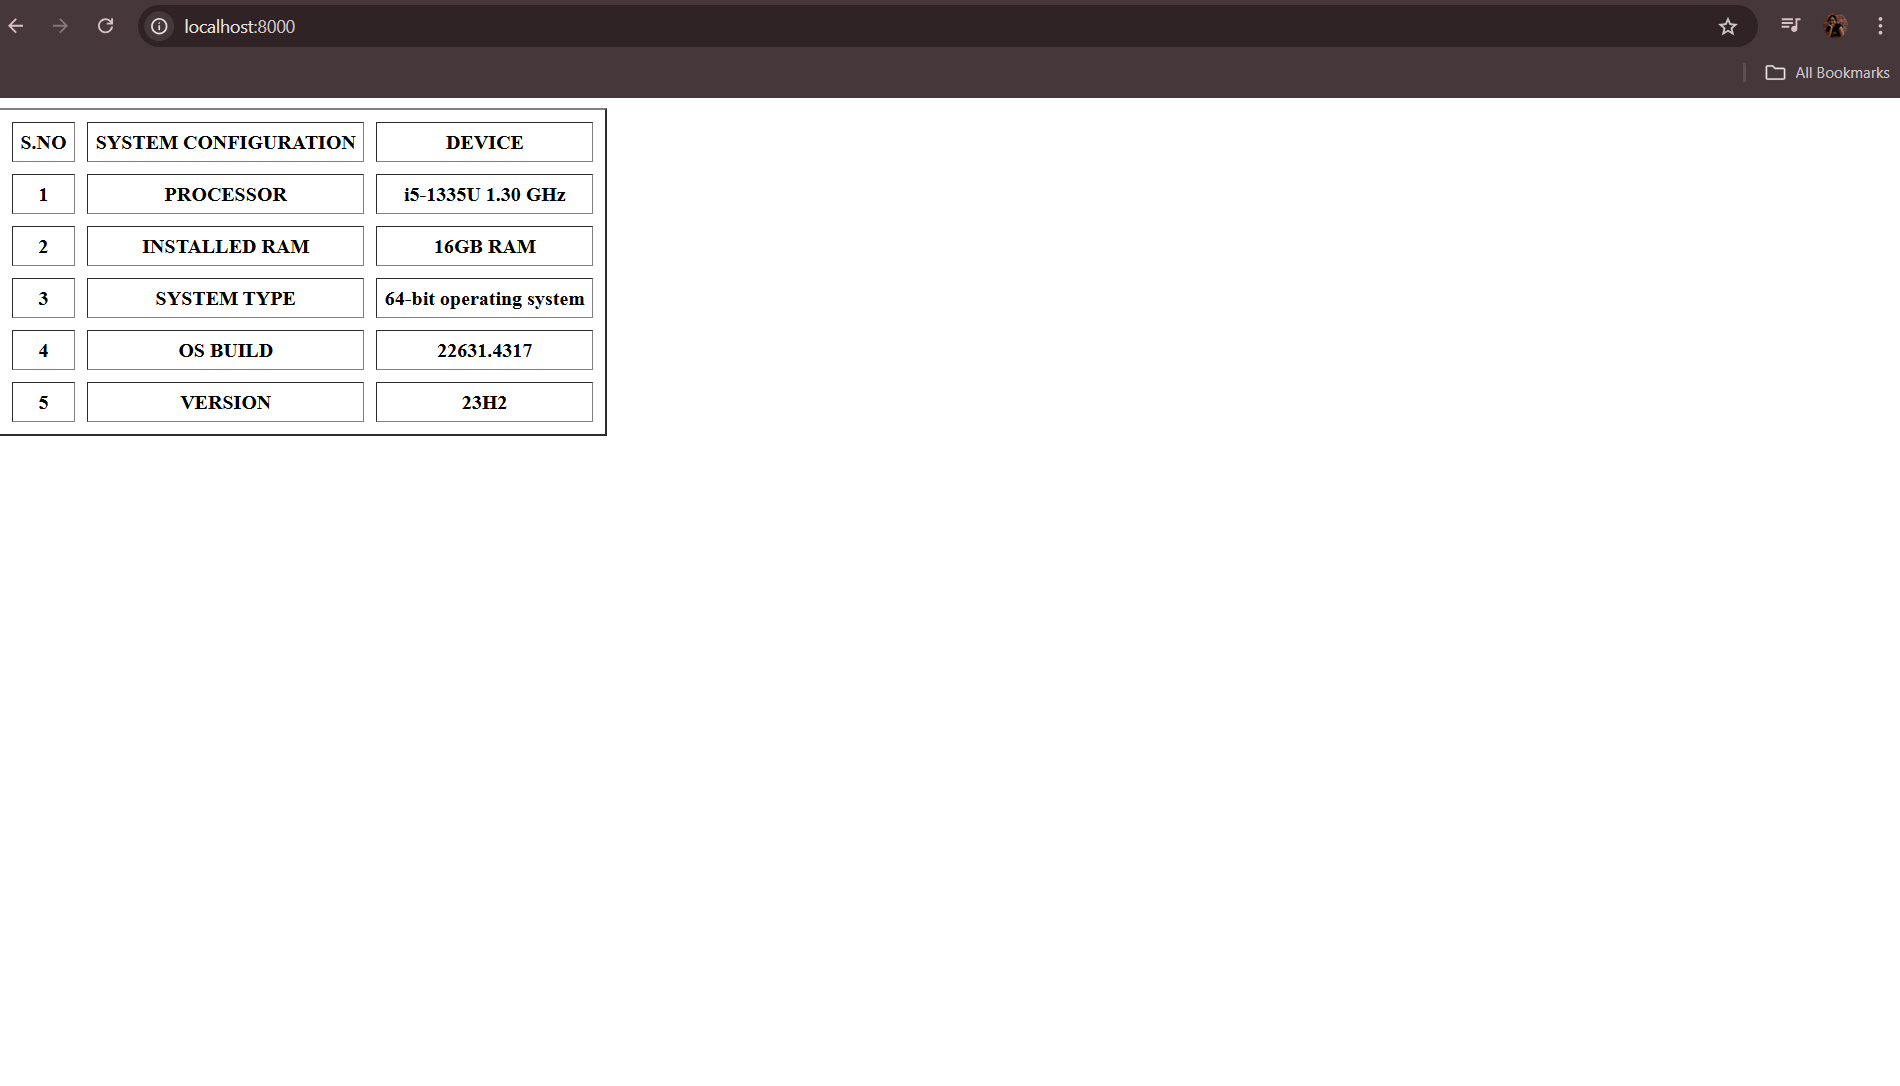 localhost:8000
All Bookmarks
S.NO SYSTEM CONFIGURATION DEVICE
1 PROCESSOR i5-1335U 1.30 GHz
2 INSTALLED RAM 16GB RAM
3 SYSTEM TYPE 64-bit operating system
4 OS BUILD 22631.4317
5 VERSION 23H2